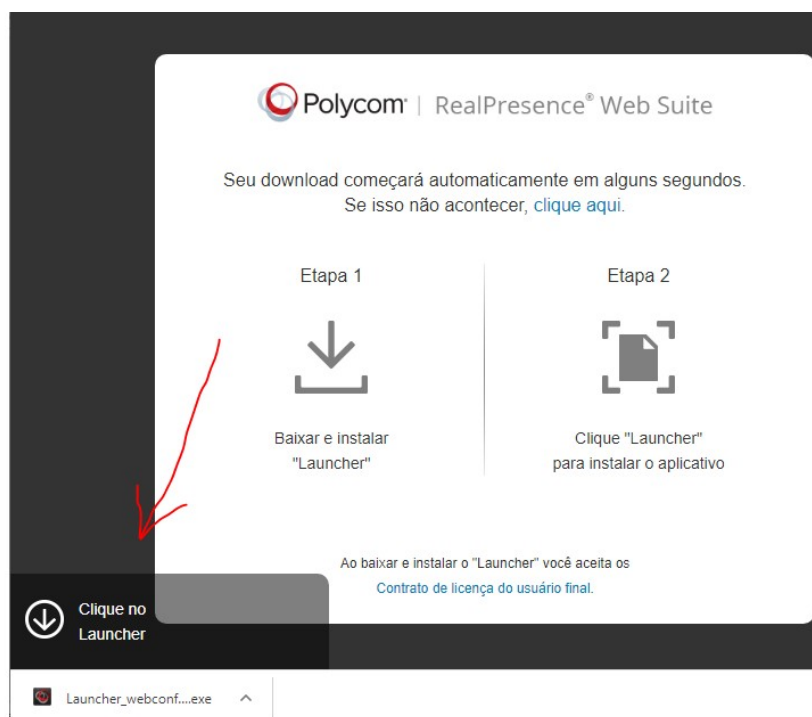 Polycom | RealPresence® Web Suite
Seu download começará automaticamente em alguns segundos.
Se isso não acontecer, clique aqui.
Etapa 1
Baixar e instalar
"Launcher"
Etapa 2
Clique "Launcher"
para instalar o aplicativo
Ao baixar e instalar o "Launcher" você aceita os
Contrato de licença do usuário final.
Clique no
Launcher
Launcher_webconf....exe